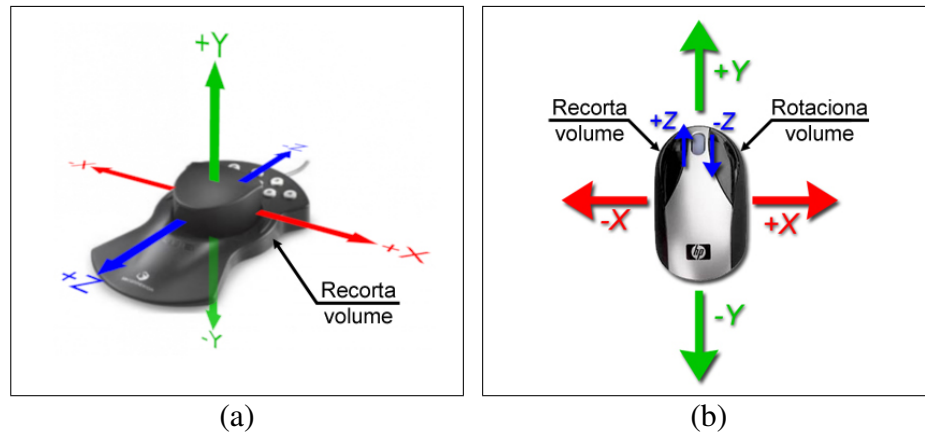 +Y
-X
-Z
+X
+Z
Recorta
volume
-Y
(a)
+Y
Recorta
volume
+Z
-Z
Rotaciona
volume
-X
+X
hp
-Y
(b)